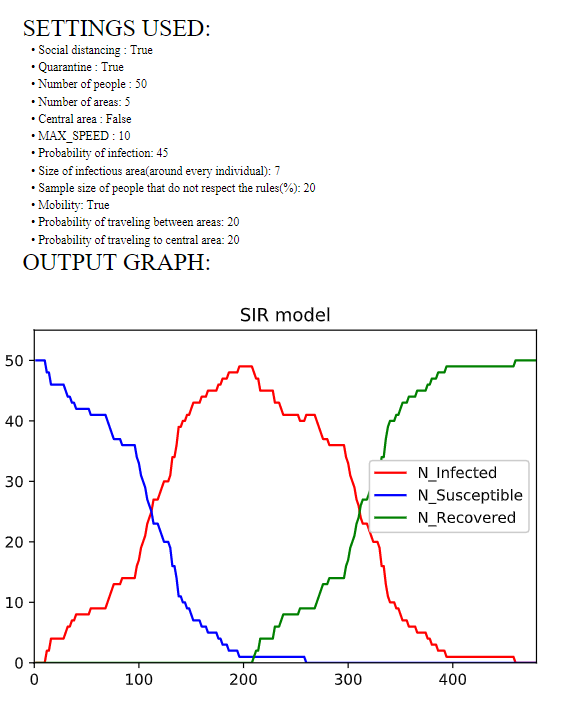 SETTINGS USED:
• Social distancing : True
• Quarantine : True
• Number of people : 50
• Number of areas: 5
• Central area : False
• MAX_SPEED : 10
• Probability of infection: 45
• Size of infectious area(around every individual): 7
• Sample size of people that do not respect the rules(%): 20
• Mobility: True
• Probability of traveling between areas: 20
• Probability of traveling to central area: 20
OUTPUT GRAPH:
SIR model
50
40
30
20
10
0
N_Infected
N_Susceptible
N_Recovered
0 100 200 300 400